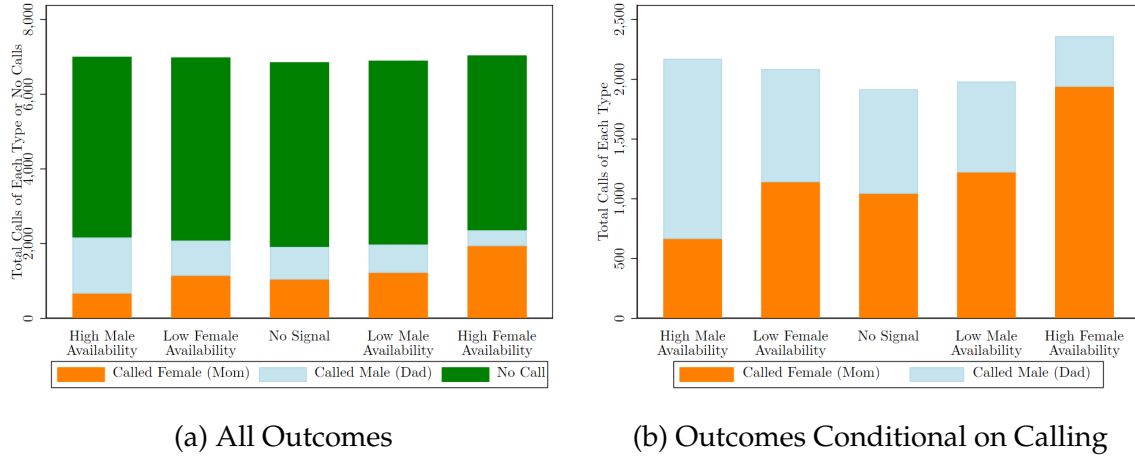 Total Calls of Each Type or No Calls
8,000
6,000
4,000
2,000
0
High Male
Availability
Low Female
Availability
No Signal
Low Male
Availability
High Female
Availability
Called Female (Mom)
Called Male (Dad)
No Call
(a) All Outcomes
Total Calls of Each Type
2,500
2,000
1,500
1,000
500
0
High Male
Availability
Low Female
Availability
No Signal
Low Male
Availability
High Female
Availability
Called Female (Mom)
Called Male (Dad)
(b) Outcomes Conditional on Calling